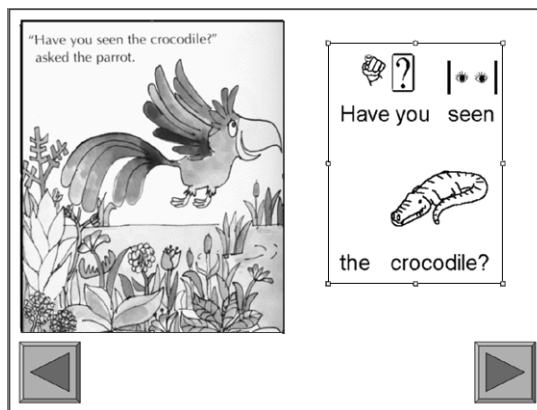 “Have you seen the crocodile?”
asked the parrot.
?
Have you seen
the crocodile?